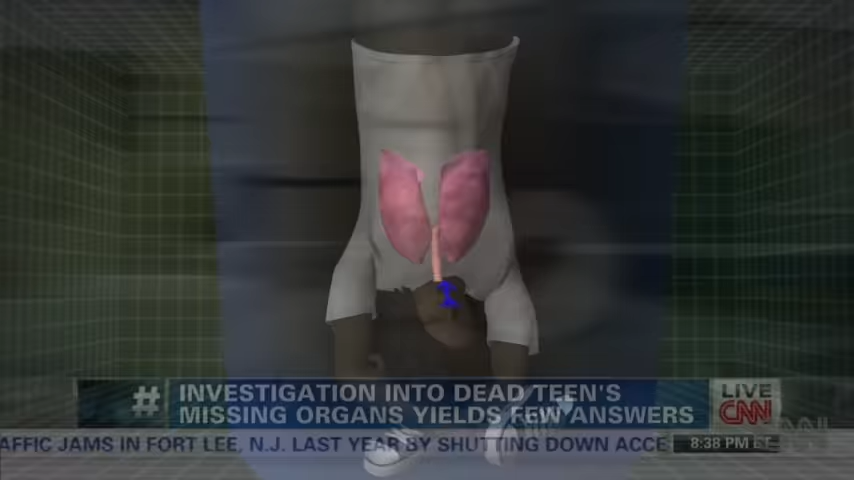 #
INVESTIGATION INTO DEAD TEEN'S
MISSING ORGANS YIELDS FEW ANSWERS
LIVE
CNN
AFFIC JAMS IN FORT LEE, N.J. LAST YEAR BY SHUTTING DOWN ACCE
8:38 PM ET